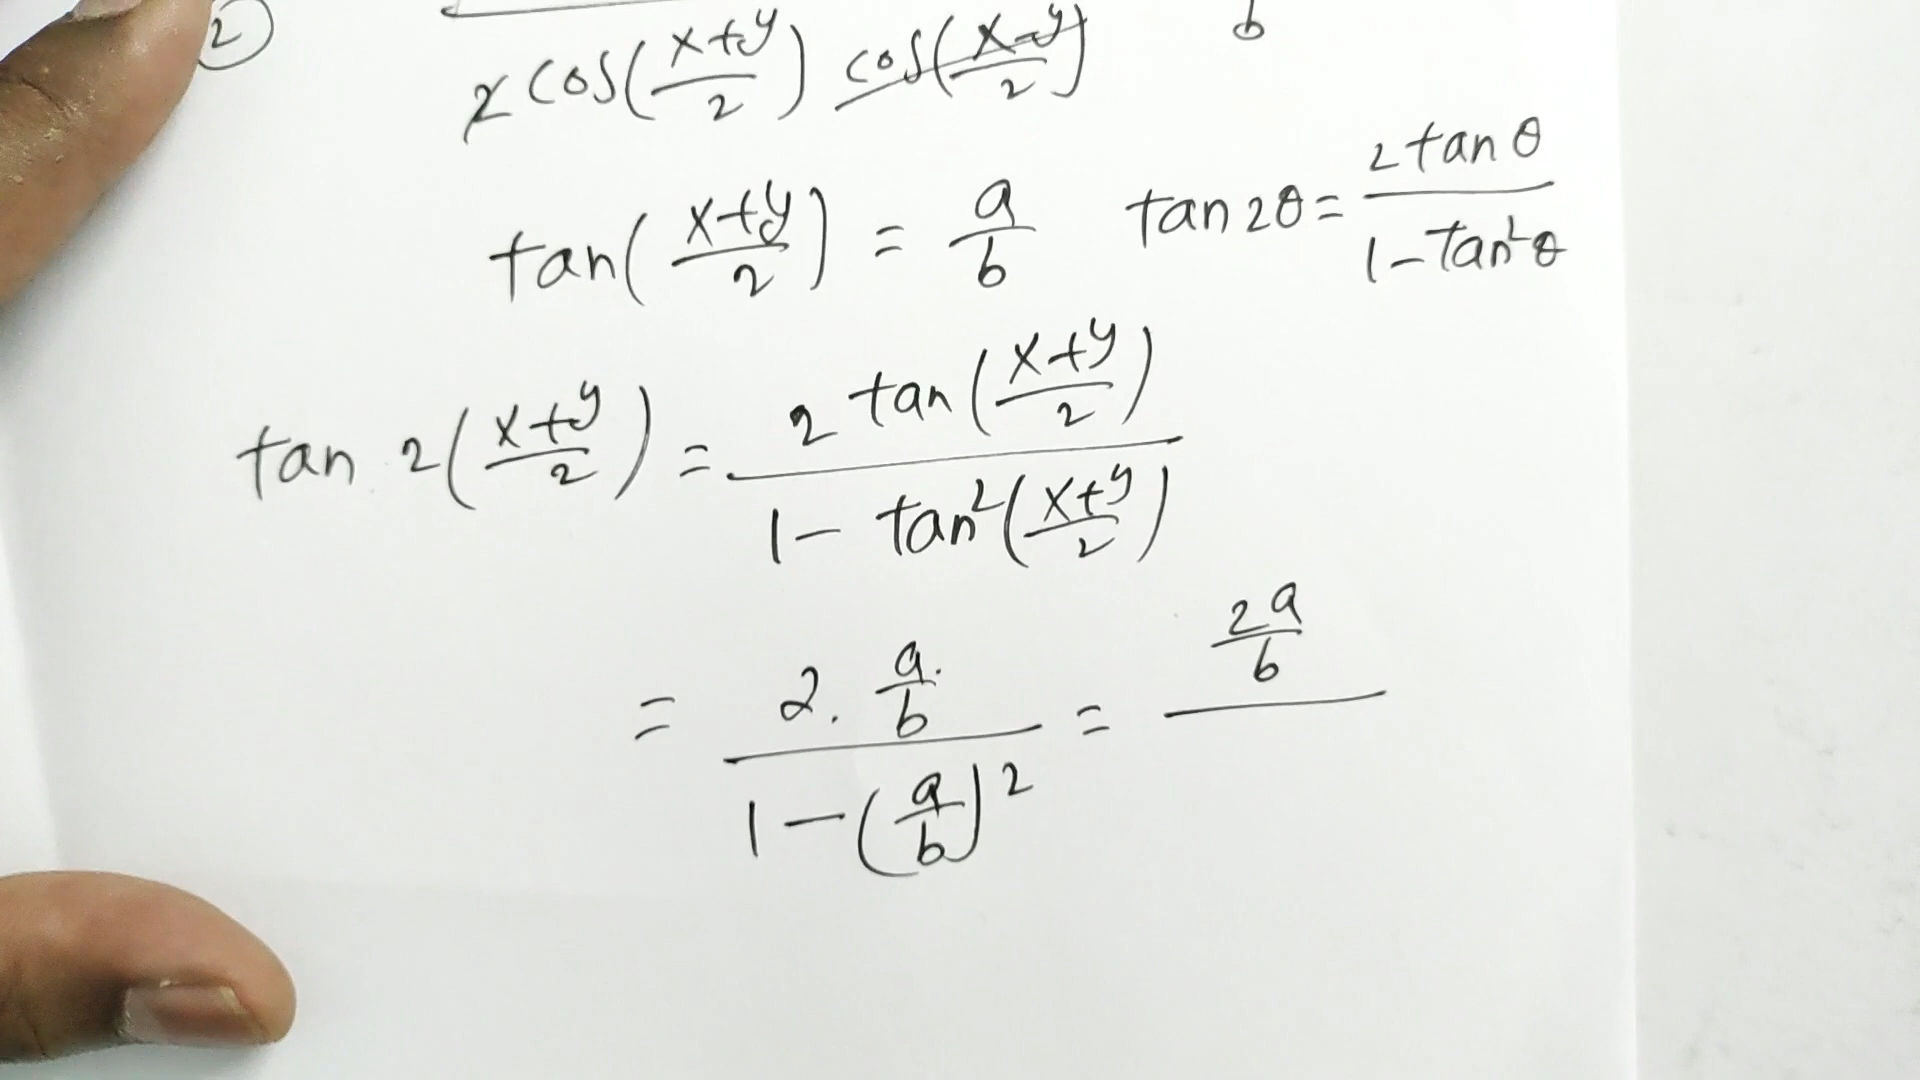 ②
2 cos((x+y)/2) cos((x-y)/2) b
tan((x+y)/2) = a/b tan 2θ = 2 tan θ / 1 - Tan²θ
tan 2((x+y)/2) = 2 tan((x+y)/2) / 1 - tan²((x+y)/2)
= 2. a/b / 1 - (a/b)² = 2a/b